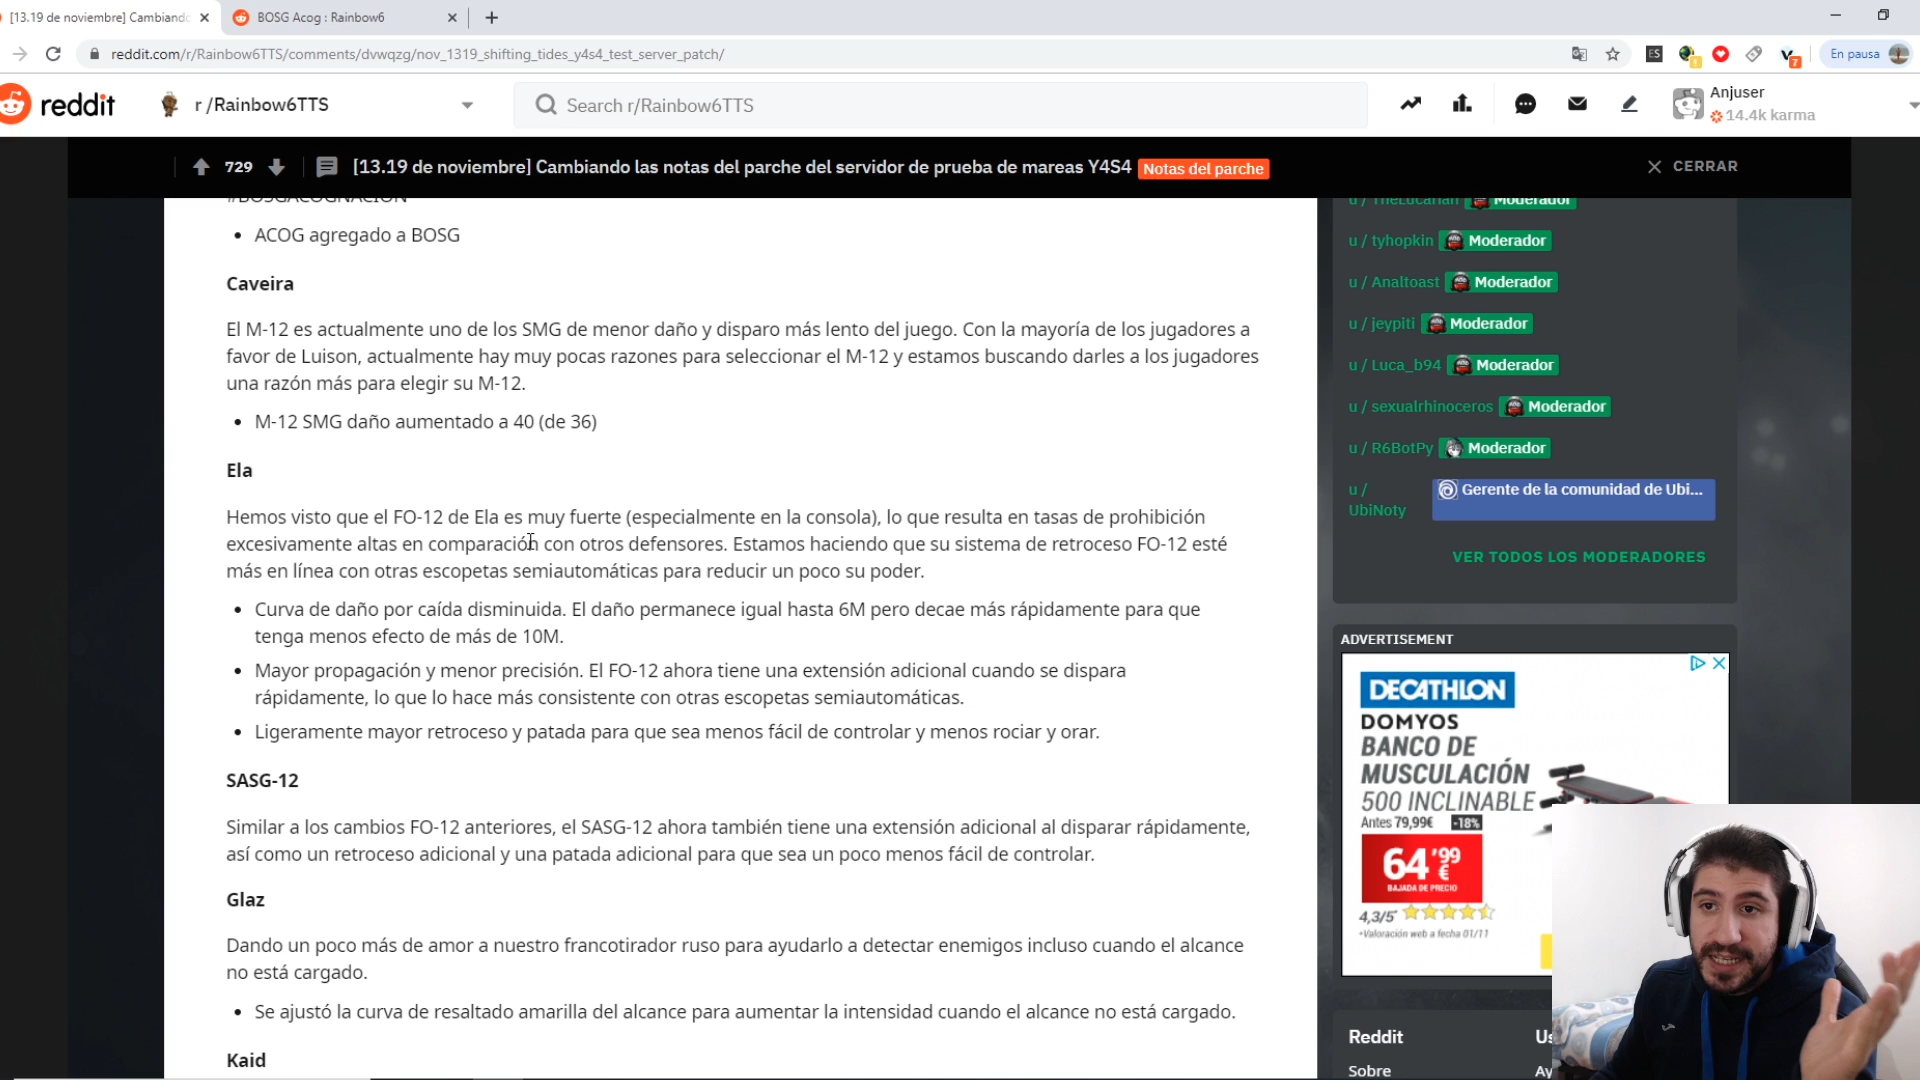 [13.19 de noviembre] Cambiando
BOSG Acog : Rainbow6
reddit.com/r/Rainbow6TTS/comments/dvwqzg/nov_1319_shifting_tides_y4s4_test_server_patch/
ES
7
En pausa
reddit
r /Rainbow6TTS
Search r/Rainbow6TTS
Anjuser
14.4k karma
729
[13.19 de noviembre] Cambiando las notas del parche del servidor de prueba de mareas Y4S4
Notas del parche
CERRAR
#BOSGACOGNACION
ACOG agregado a BOSG
Caveira
El M-12 es actualmente uno de los SMG de menor daño y disparo más lento del juego. Con la mayoría de los jugadores a
favor de Luison, actualmente hay muy pocas razones para seleccionar el M-12 y estamos buscando darles a los jugadores
una razón más para elegir su M-12.
M-12 SMG daño aumentado a 40 (de 36)
Ela
Hemos visto que el FO-12 de Ela es muy fuerte (especialmente en la consola), lo que resulta en tasas de prohibición
excesivamente altas en comparación con otros defensores. Estamos haciendo que su sistema de retroceso FO-12 esté
más en línea con otras escopetas semiautomáticas para reducir un poco su poder.
Curva de daño por caída disminuida. El daño permanece igual hasta 6M pero decae más rápidamente para que
tenga menos efecto de más de 10M.
Mayor propagación y menor precisión. El FO-12 ahora tiene una extensión adicional cuando se dispara
rápidamente, lo que lo hace más consistente con otras escopetas semiautomáticas.
Ligeramente mayor retroceso y patada para que sea menos fácil de controlar y menos rociar y orar.
SASG-12
Similar a los cambios FO-12 anteriores, el SASG-12 ahora también tiene una extensión adicional al disparar rápidamente,
así como un retroceso adicional y una patada adicional para que sea un poco menos fácil de controlar.
Glaz
Dando un poco más de amor a nuestro francotirador ruso para ayudarlo a detectar enemigos incluso cuando el alcance
no está cargado.
Se ajustó la curva de resaltado amarilla del alcance para aumentar la intensidad cuando el alcance no está cargado.
Kaid
u / TheLucarian Moderador
u / tyhopkin Moderador
u / Analtoast Moderador
u / jeypiti Moderador
u / Luca_b94 Moderador
u / sexualrhinoceros Moderador
u / R6BotPy Moderador
u /
UbiNoty
Gerente de la comunidad de Ubi...
VER TODOS LOS MODERADORES
ADVERTISEMENT
DECATHLON
DOMYOS
BANCO DE
MUSCULACIÓN
500 INCLINABLE
Antes 79,99€ -18%
64'99
€
BAJADA DE PRECIO
4,3/5*
*Valoración web a fecha 01/11
Reddit
Us
Sobre
Ay